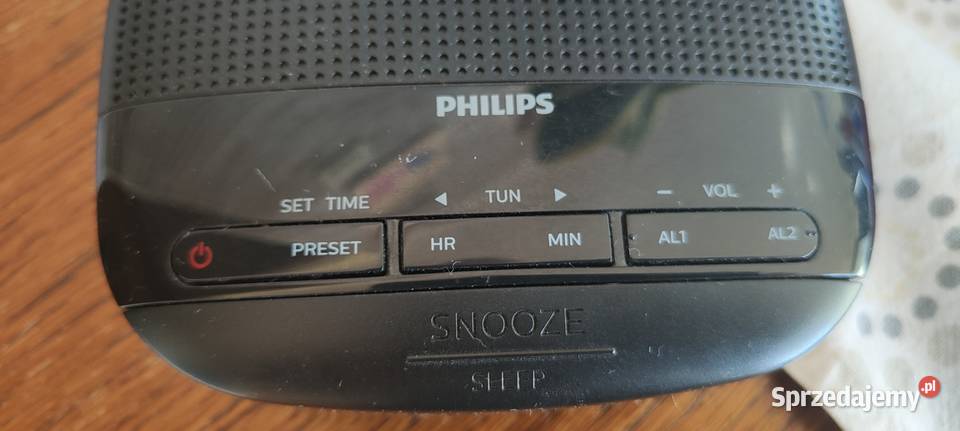 PHILIPS
SET TIME ◀ TUN ▶ − VOL +
PRESET HR MIN AL1 AL2
SNOOZE
SLEEP
Sprzedajemy.pl